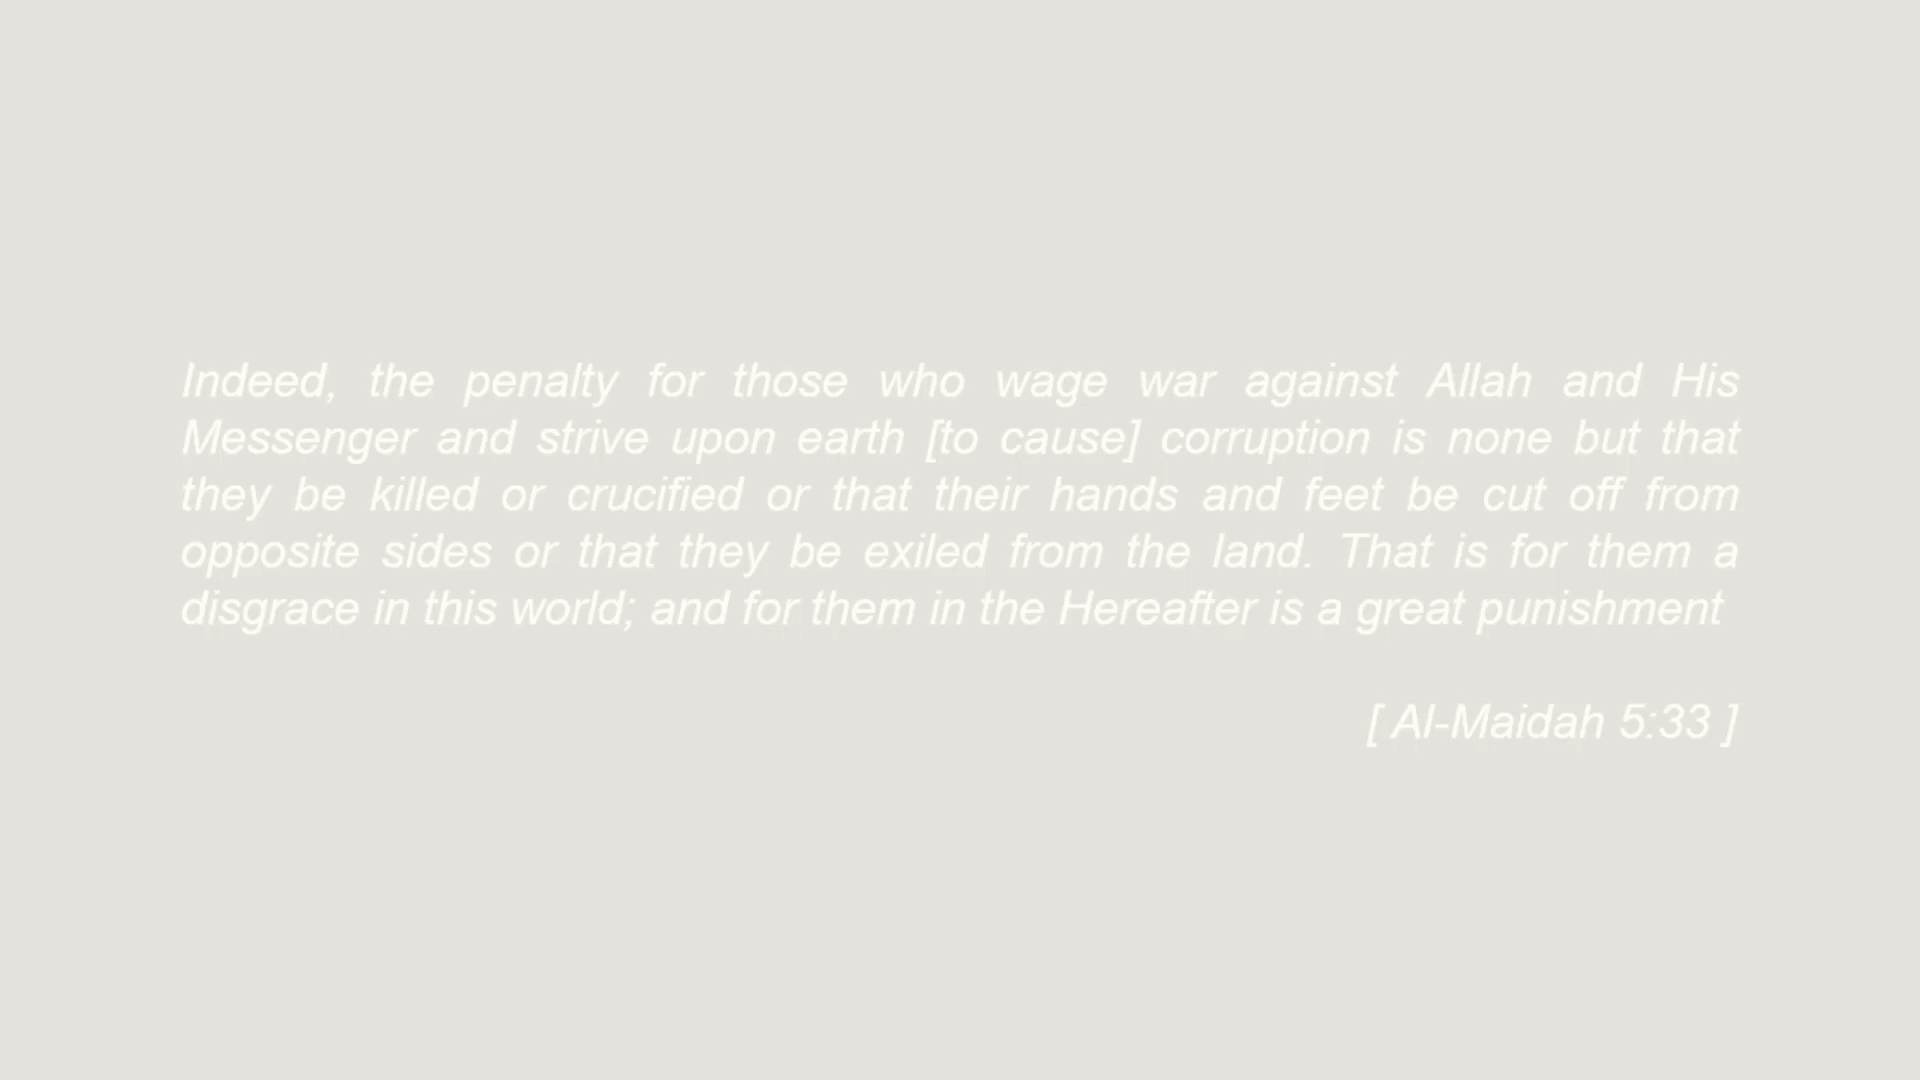 Indeed, the penalty for those who wage war against Allah and His
Messenger and strive upon earth [to cause] corruption is none but that
they be killed or crucified or that their hands and feet be cut off from
opposite sides or that they be exiled from the land. That is for them a
disgrace in this world; and for them in the Hereafter is a great punishment
[ Al-Maidah 5:33 ]